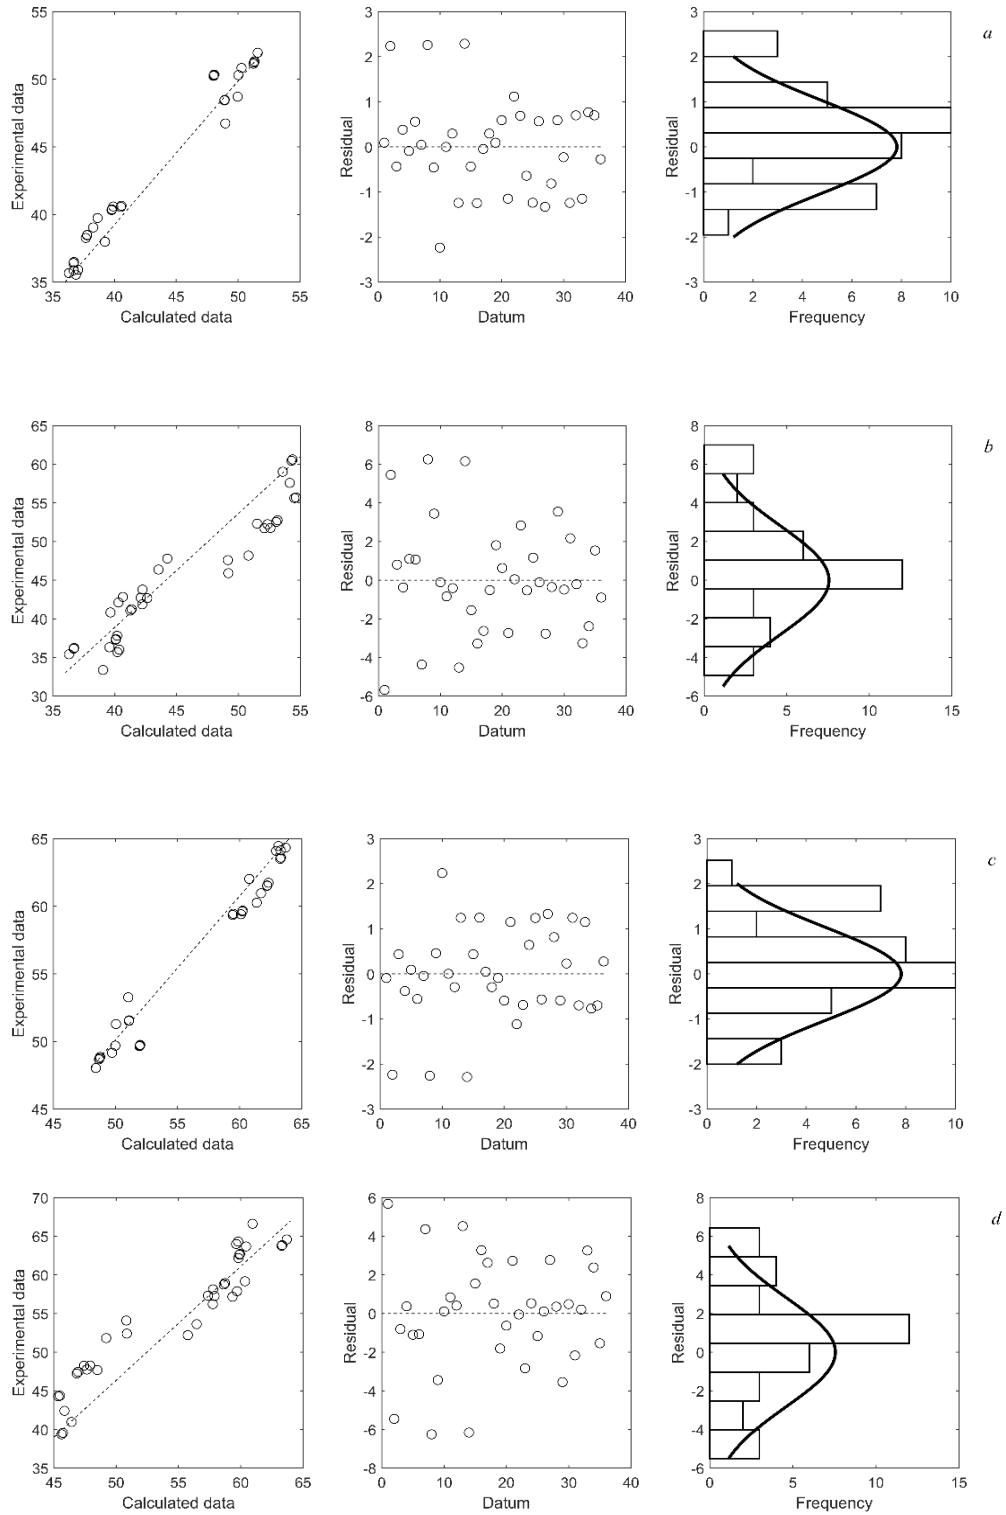 55
50
45
40
35
35 40 45 50 55
Experimental data
Calculated data
3
2
1
0
-1
-2
-3
0 10 20 30 40
Residual
Datum
3
2
1
0
-1
-2
-3
0 2 4 6 8 10
Residual
Frequency
a
65
60
55
50
45
40
35
30
35 40 45 50 55
Experimental data
Calculated data
8
6
4
2
0
-2
-4
-6
0 10 20 30 40
Residual
Datum
8
6
4
2
0
-2
-4
-6
0 5 10 15
Residual
Frequency
b
65
60
55
50
45
45 50 55 60 65
Experimental data
Calculated data
3
2
1
0
-1
-2
-3
0 10 20 30 40
Residual
Datum
3
2
1
0
-1
-2
-3
0 2 4 6 8 10
Residual
Frequency
c
70
65
60
55
50
45
40
35
45 50 55 60 65
Experimental data
Calculated data
6
4
2
0
-2
-4
-6
-8
0 10 20 30 40
Residual
Datum
8
6
4
2
0
-2
-4
-6
0 5 10 15
Residual
Frequency
d